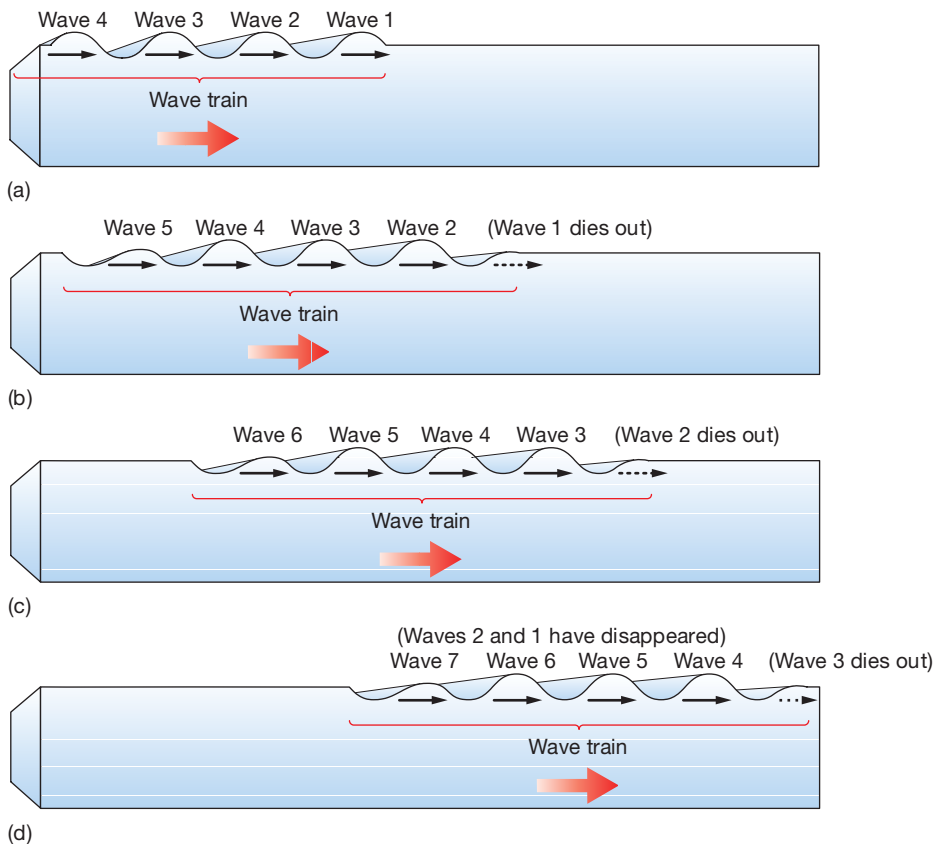 Wave 4 Wave 3 Wave 2 Wave 1
Wave train
(a)
Wave 5 Wave 4 Wave 3 Wave 2 (Wave 1 dies out)
Wave train
(b)
Wave 6 Wave 5 Wave 4 Wave 3 (Wave 2 dies out)
Wave train
(c)
(Waves 2 and 1 have disappeared)
Wave 7 Wave 6 Wave 5 Wave 4 (Wave 3 dies out)
Wave train
(d)